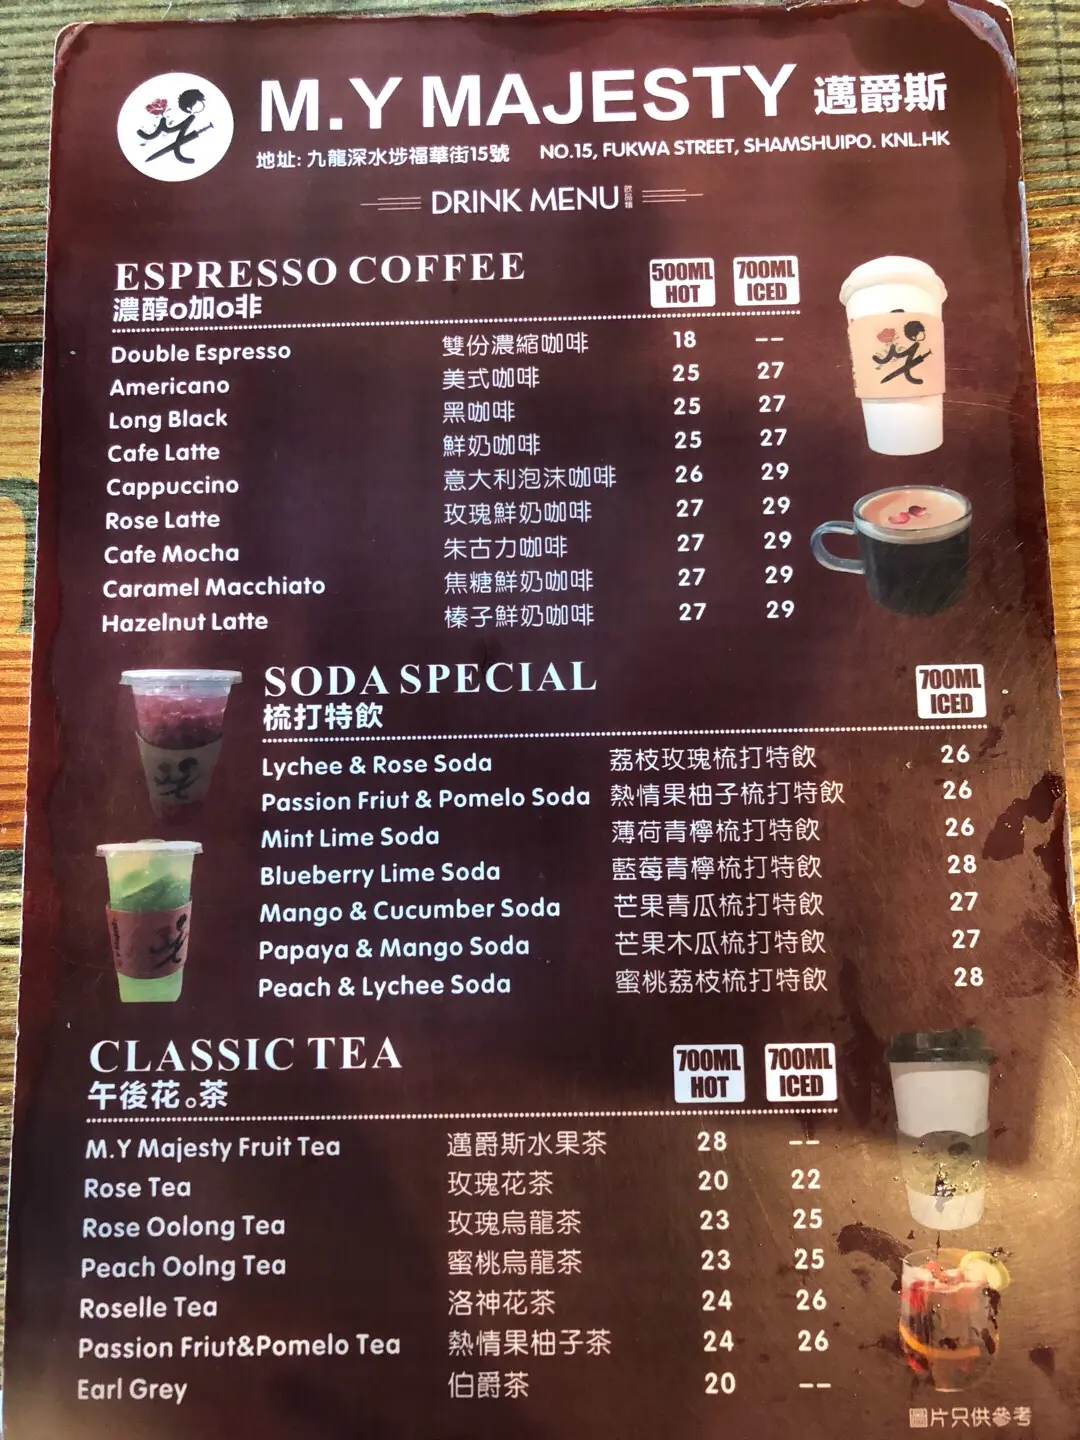 M.Y MAJESTY 邁爵斯
地址: 九龍深水埗福華街15號 NO.15, FUKWA STREET, SHAMSHUIPO. KNL.HK
DRINK MENU 飲品類
ESPRESSO COFFEE 500ML HOT 700ML ICED
濃醇o加o非
Double Espresso 雙份濃縮咖啡 18 --
Americano 美式咖啡 25 27
Long Black 黑咖啡 25 27
Cafe Latte 鮮奶咖啡 25 27
Cappuccino 意大利泡沫咖啡 26 29
Rose Latte 玫瑰鮮奶咖啡 27 29
Cafe Mocha 朱古力咖啡 27 29
Caramel Macchiato 焦糖鮮奶咖啡 27 29
Hazelnut Latte 榛子鮮奶咖啡 27 29
SODA SPECIAL 700ML ICED
梳打特飲
Lychee & Rose Soda 荔枝玫瑰梳打特飲 26
Passion Friut & Pomelo Soda 熱情果柚子梳打特飲 26
Mint Lime Soda 薄荷青檸梳打特飲 26
Blueberry Lime Soda 藍莓青檸梳打特飲 28
Mango & Cucumber Soda 芒果青瓜梳打特飲 27
Papaya & Mango Soda 芒果木瓜梳打特飲 27
Peach & Lychee Soda 蜜桃荔枝梳打特飲 28
CLASSIC TEA 700ML HOT 700ML ICED
午後花。茶
M.Y Majesty Fruit Tea 邁爵斯水果茶 28 --
Rose Tea 玫瑰花茶 20 22
Rose Oolong Tea 玫瑰烏龍茶 23 25
Peach Oolng Tea 蜜桃烏龍茶 23 25
Roselle Tea 洛神花茶 24 26
Passion Friut&Pomelo Tea 熱情果柚子茶 24 26
Earl Grey 伯爵茶 20 --
圖片只供參考